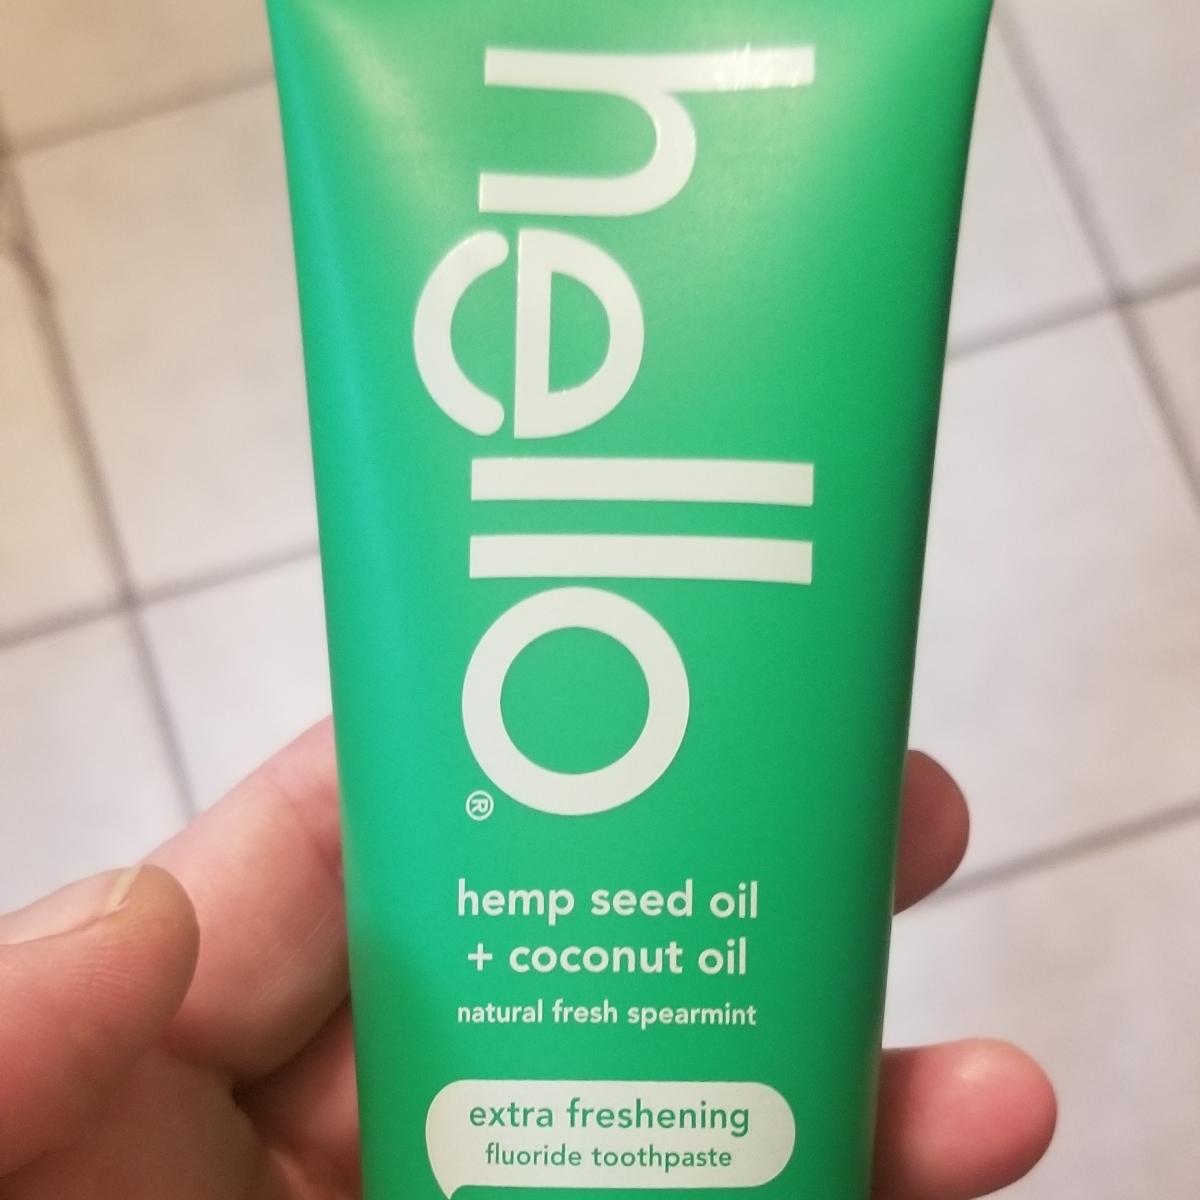 hello®
hemp seed oil
+ coconut oil
natural fresh spearmint
extra freshening
fluoride toothpaste